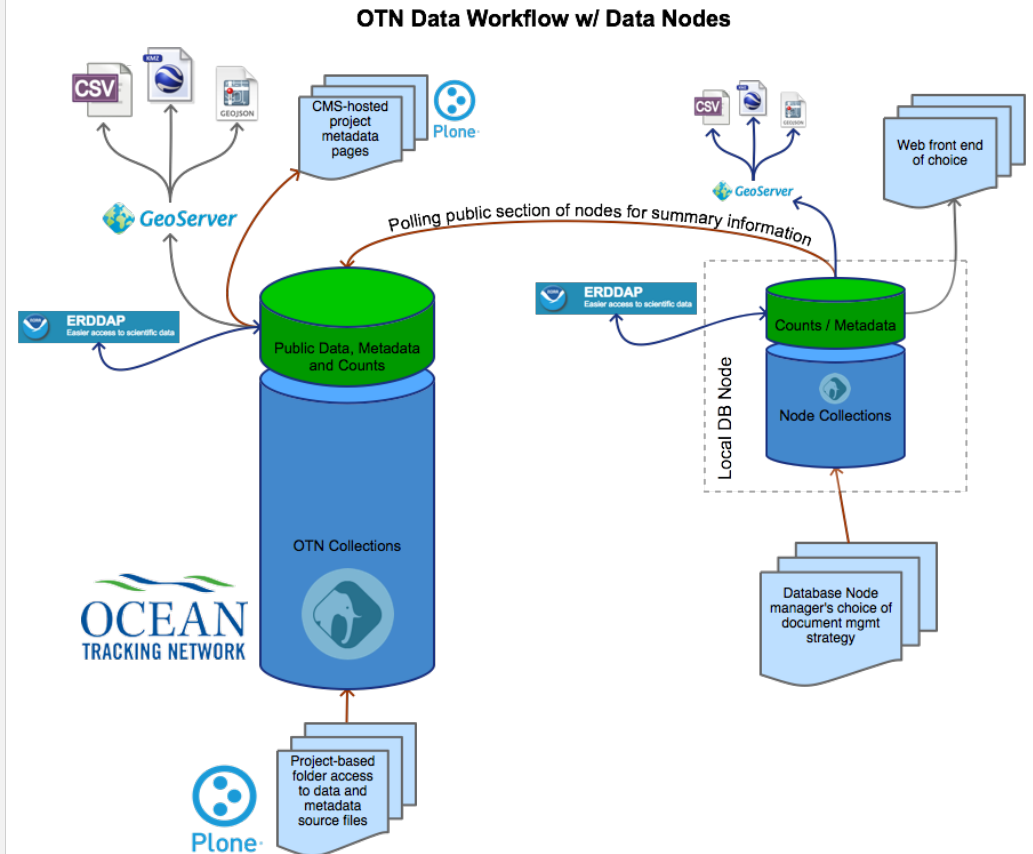 OTN Data Workflow w/ Data Nodes
CSV
KMZ
GEOJSON
CMS-hosted
project
metadata
pages
Plone
GeoServer
CSV
KMZ
GEOJSON
GeoServer
Web front end
of choice
Polling public section of nodes for summary information
ERDDAP
Easier access to scientific data
ERDDAP
Easier access to scientific data
Public Data, Metadata
and Counts
Counts / Metadata
Node Collections
Local DB Node
OTN Collections
OCEAN
TRACKING NETWORK
Database Node
manager's choice of
document mgmt
strategy
Project-based
folder access
to data and
metadata
source files
Plone